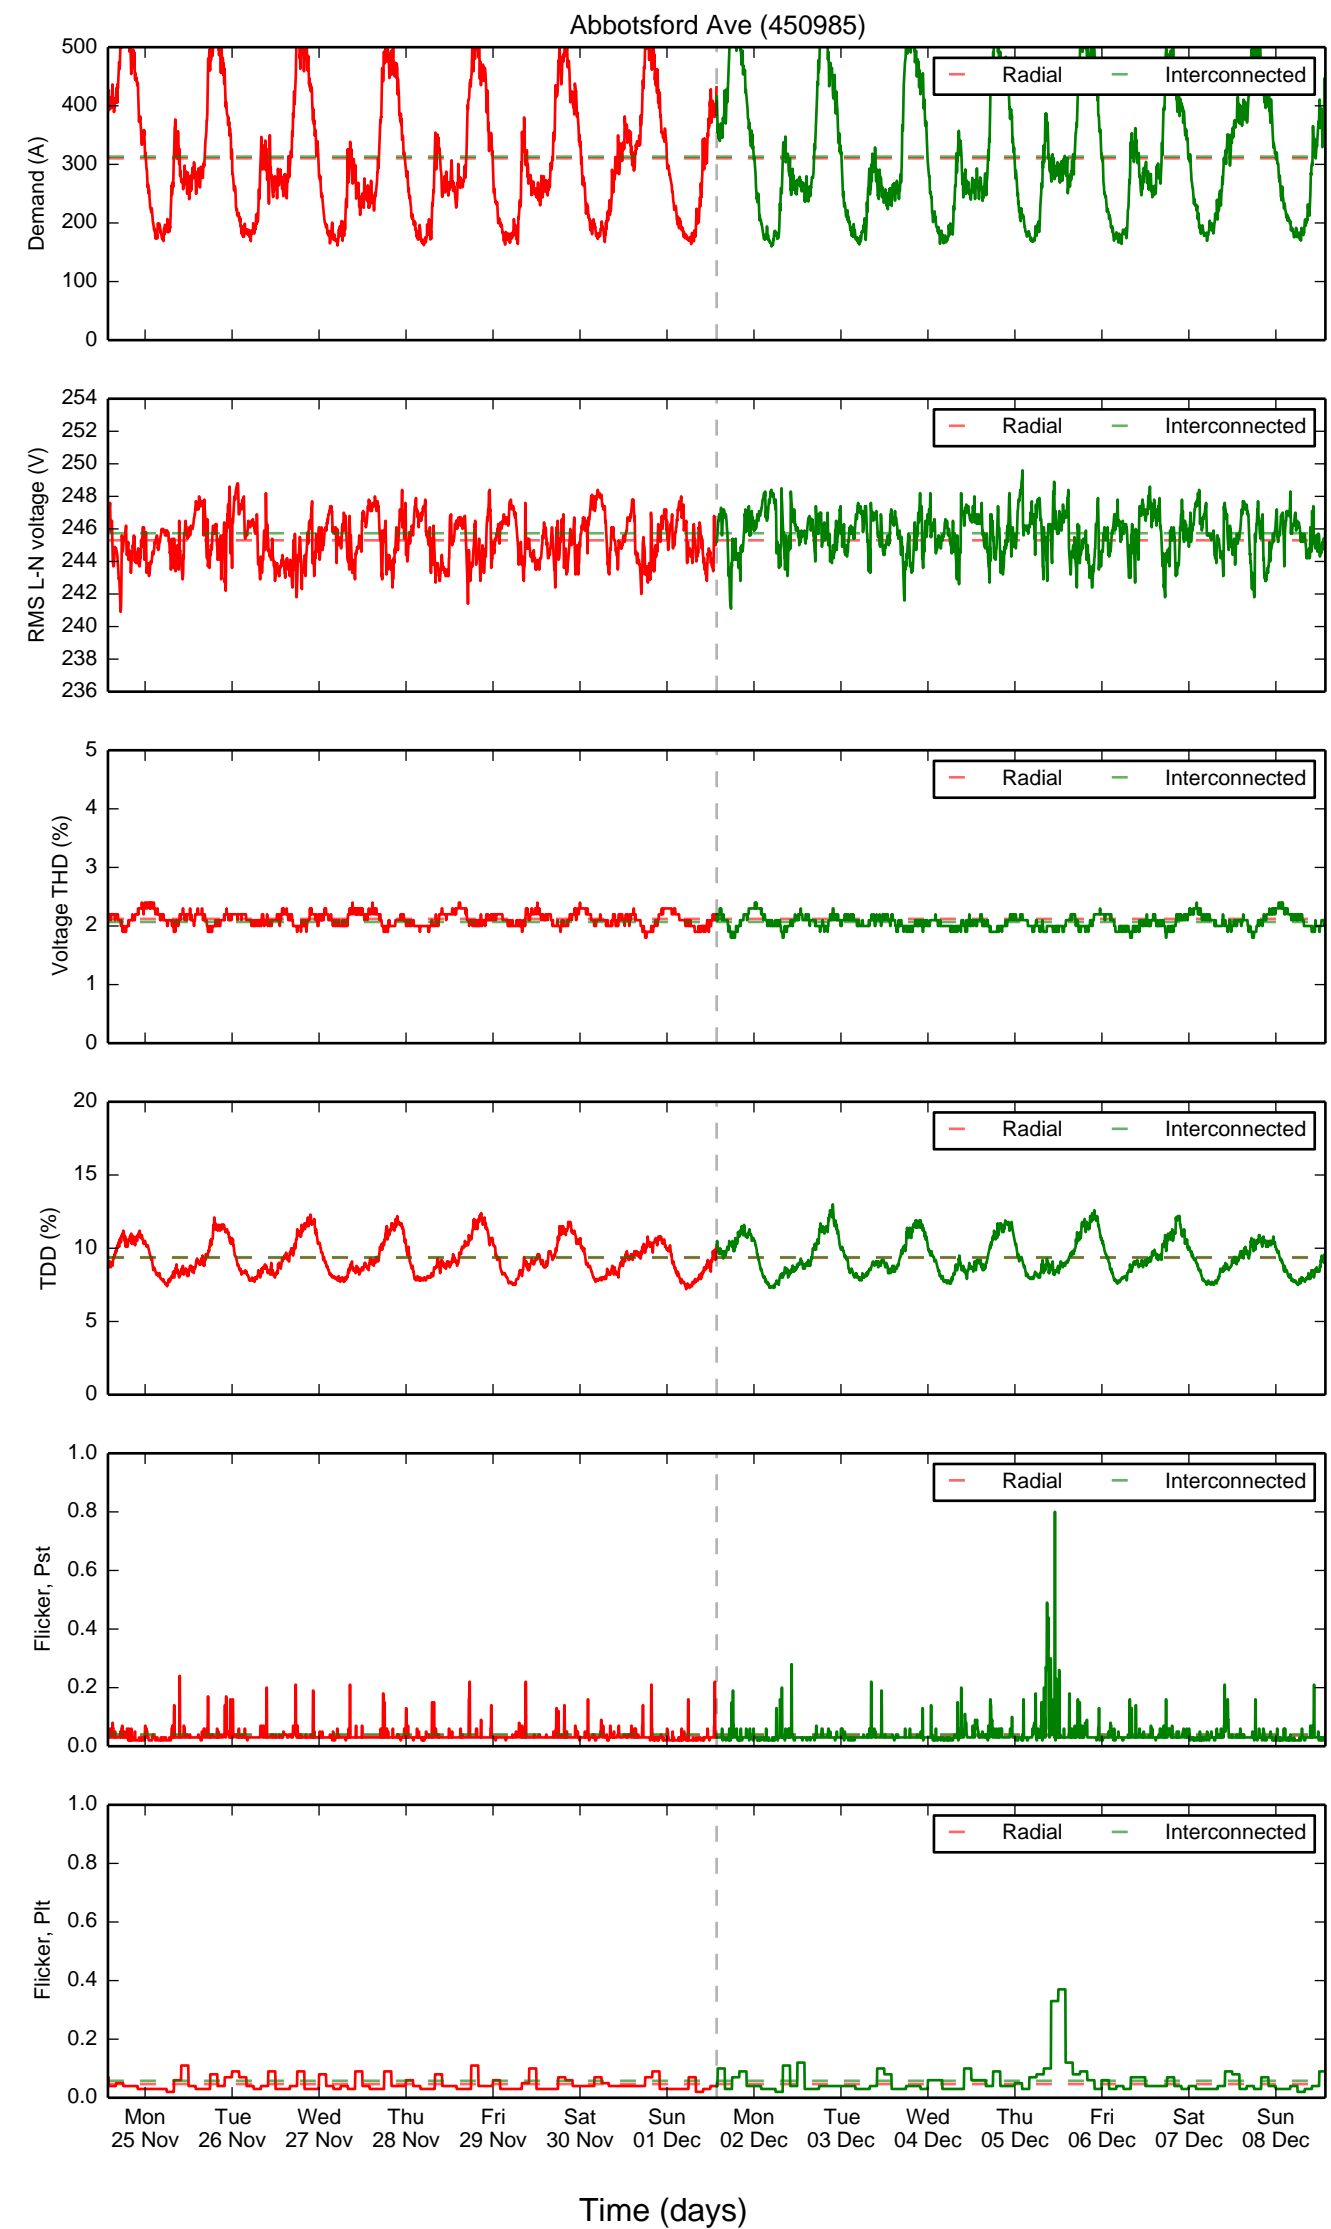 Abbotsford Ave (450985)
500
400
300
200
100
0
Demand (A)
Radial Interconnected
254
252
250
248
246
244
242
240
238
236
RMS L-N voltage (V)
Radial Interconnected
5
4
3
2
1
0
Voltage THD (%)
Radial Interconnected
20
15
10
5
0
TDD (%)
Radial Interconnected
1.0
0.8
0.6
0.4
0.2
0.0
Flicker, Pst
Radial Interconnected
1.0
0.8
0.6
0.4
0.2
0.0
Flicker, Plt
Radial Interconnected
Mon Tue Wed Thu Fri Sat Sun Mon Tue Wed Thu Fri Sat Sun
25 Nov 26 Nov 27 Nov 28 Nov 29 Nov 30 Nov 01 Dec 02 Dec 03 Dec 04 Dec 05 Dec 06 Dec 07 Dec 08 Dec
Time (days)